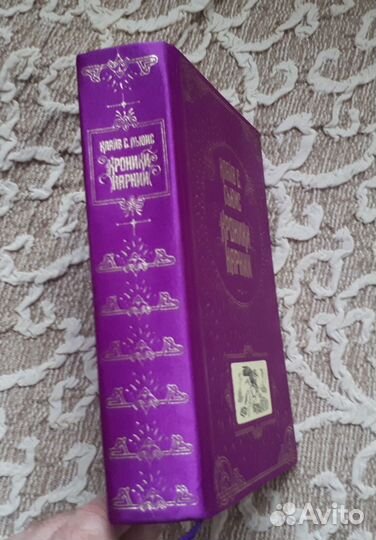 КЛАЙВ С. ЛЬЮИС
ХРОНИКИ
НАРНИИ
КЛАЙВ С.
ЛЬЮИС
ХРОНИКИ
НАРНИИ
Avito